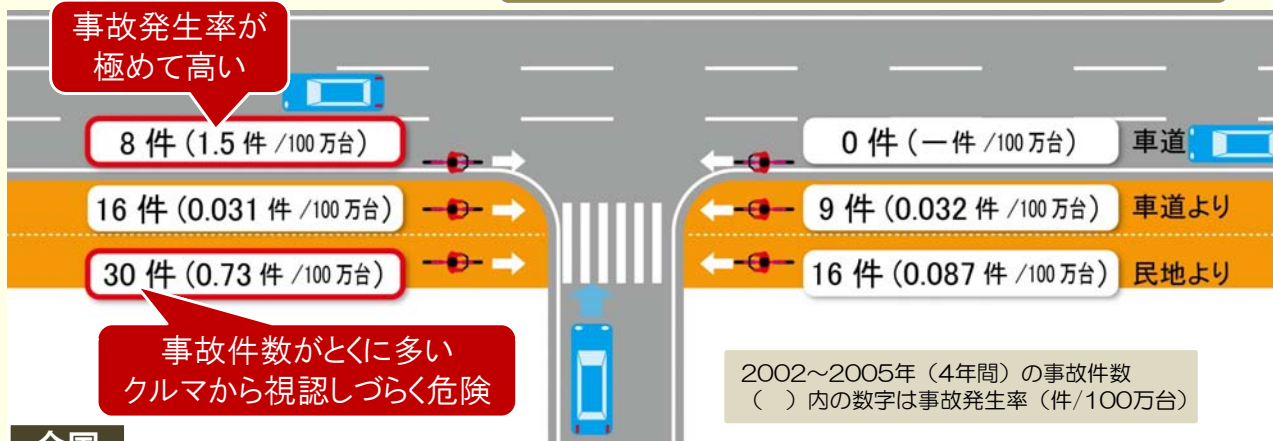 事故発生率が
極めて高い
8 件 (1.5 件 /100 万台)
0 件 (ー件 /100 万台)
車道
16 件 (0.031 件 /100 万台)
9 件 (0.032 件 /100 万台)
車道より
30 件 (0.73 件 /100 万台)
16 件 (0.087 件 /100 万台)
民地より
事故件数がとくに多い
クルマから視認しづらく危険
2002〜2005年（4年間）の事故件数
（　）内の数字は事故発生率（件/100万台）